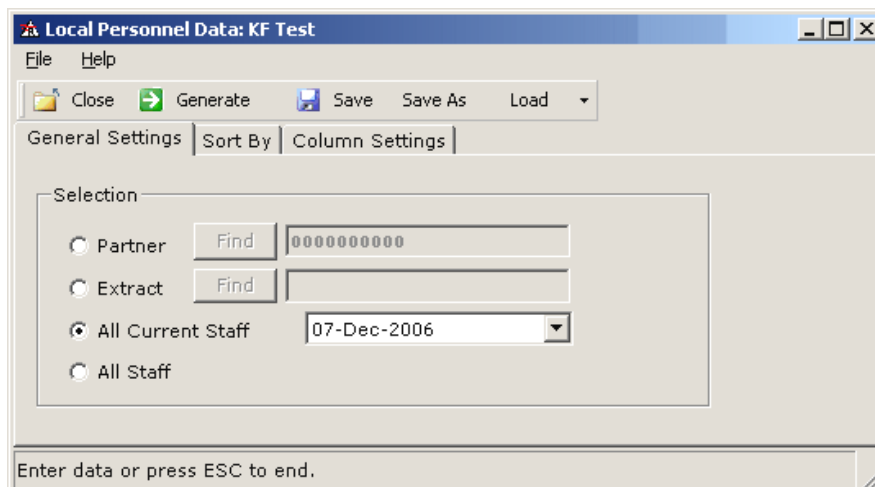 Local Personnel Data: KF Test
File Help
Close Generate Save Save As Load
General Settings Sort By Column Settings
Selection
Partner Find 0000000000
Extract Find
All Current Staff 07-Dec-2006
All Staff
Enter data or press ESC to end.